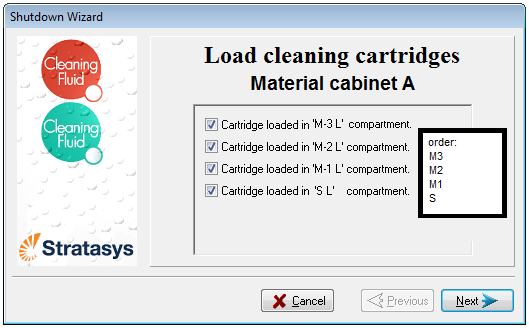 Shutdown Wizard
Cleaning
Fluid
Cleaning
Fluid
Stratasys
Load cleaning cartridges
Material cabinet A
Cartridge loaded in 'M-3 L' compartment.
Cartridge loaded in 'M-2 L' compartment.
Cartridge loaded in 'M-1 L' compartment.
Cartridge loaded in 'S L' compartment.
order:
M3
M2
M1
S
Cancel
Previous
Next